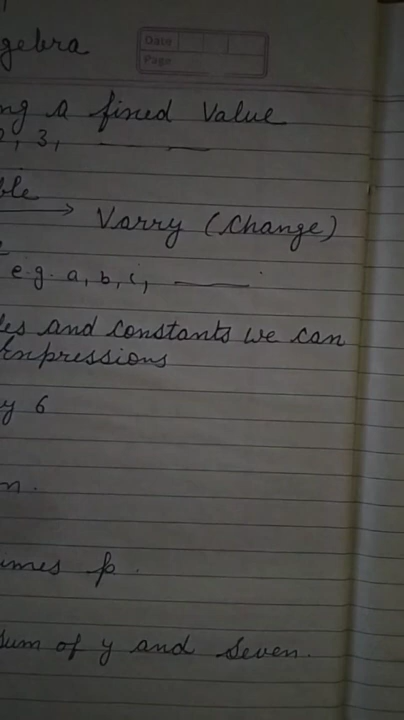 gebra
Date
Page
ng a fixed Value
2, 3,
ble
Varry (Change)
e.g. a, b, c,
les and constants we can
Expressions
y 6
n.
umes p.
sum of y and seven.